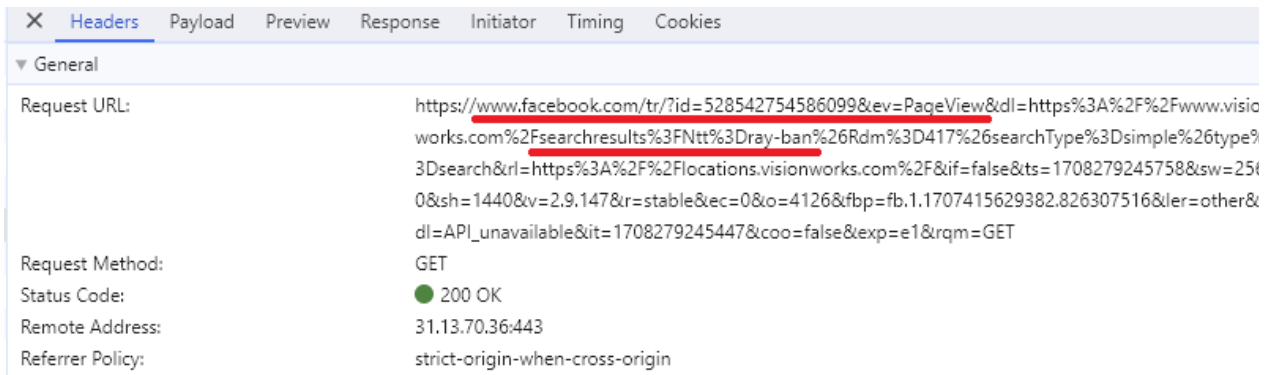 × Headers Payload Preview Response Initiator Timing Cookies
▼ General
Request URL: https://www.facebook.com/tr/?id=528542754586099&ev=PageView&dl=https%3A%2F%2Fwww.visio
works.com%2Fsearchresults%3FNtt%3Dray-ban%26Rdm%3D417%26searchType%3Dsimple%26type%
3Dsearch&rl=https%3A%2F%2Flocations.visionworks.com%2F&if=false&ts=1708279245758&sw=256
0&sh=1440&v=2.9.147&r=stable&ec=0&o=4126&fbp=fb.1.1707415629382.826307516&ler=other&
dl=API_unavailable&it=1708279245447&coo=false&exp=e1&rqm=GET
Request Method: GET
Status Code: 200 OK
Remote Address: 31.13.70.36:443
Referrer Policy: strict-origin-when-cross-origin